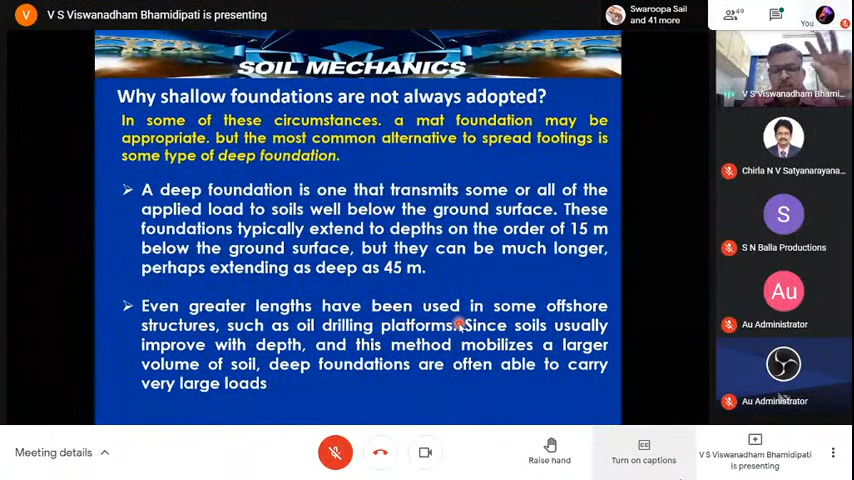 V
V S Viswanadham Bhamidipati is presenting
Swaroopa Sail
and 41 more
49
You
SOIL MECHANICS
Why shallow foundations are not always adopted?
In some of these circumstances. a mat foundation may be
appropriate. but the most common alternative to spread footings is
some type of deep foundation.
A deep foundation is one that transmits some or all of the
applied load to soils well below the ground surface. These
foundations typically extend to depths on the order of 15 m
below the ground surface, but they can be much longer,
perhaps extending as deep as 45 m.
Even greater lengths have been used in some offshore
structures, such as oil drilling platforms. Since soils usually
improve with depth, and this method mobilizes a larger
volume of soil, deep foundations are often able to carry
very large loads
V S Viswanadham Bhami...
Chirla N V Satyanarayana...
S
S N Balla Productions
Au
Au Administrator
Au Administrator
Meeting details
Raise hand
Turn on captions
V S Viswanadham Bhamidipati
is presenting